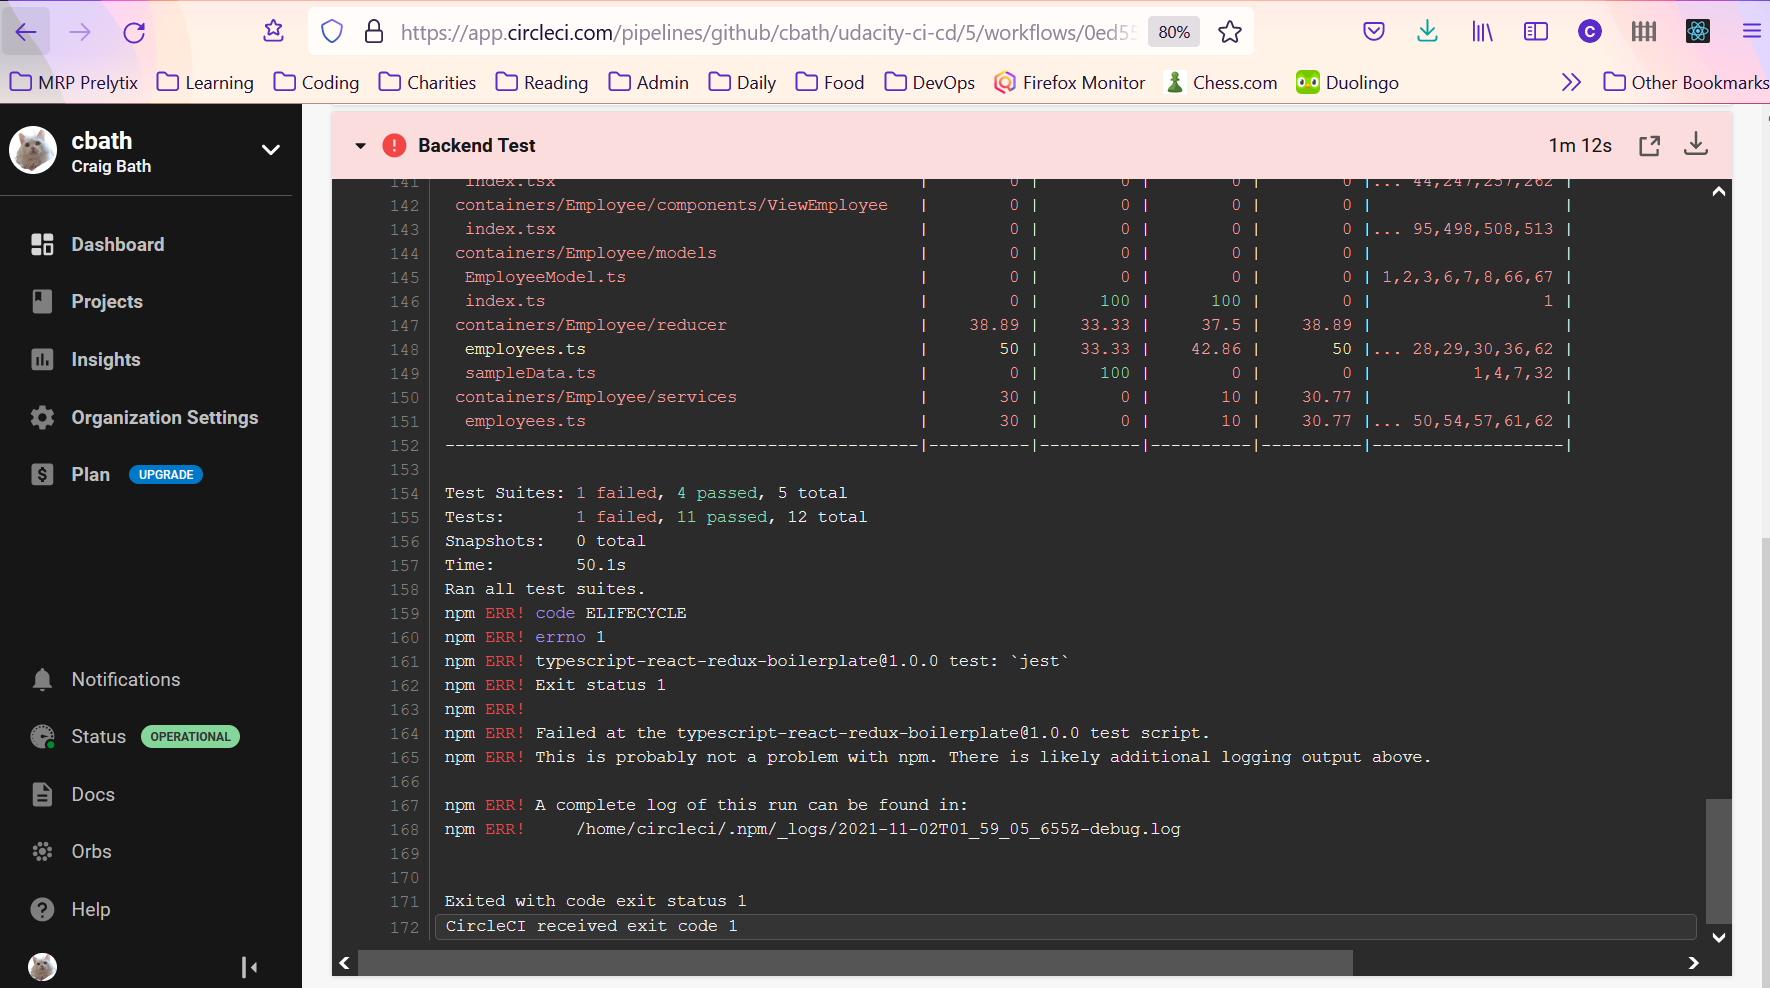 https://app.circleci.com/pipelines/github/cbath/udacity-ci-cd/5/workflows/0ed55
80%
C
MRP Prelytix Learning Coding Charities Reading Admin Daily Food DevOps Firefox Monitor Chess.com Duolingo Other Bookmarks
cbath
Craig Bath
Dashboard
Projects
Insights
Organization Settings
Plan UPGRADE
Notifications
Status OPERATIONAL
Docs
Orbs
Help
Backend Test 1m 12s
141 index.tsx | 0 | 0 | 0 | 0 |... 44,247,257,262 |
142 containers/Employee/components/ViewEmployee | 0 | 0 | 0 | 0 | |
143 index.tsx | 0 | 0 | 0 | 0 |... 95,498,508,513 |
144 containers/Employee/models | 0 | 0 | 0 | 0 | |
145 EmployeeModel.ts | 0 | 0 | 0 | 0 | 1,2,3,6,7,8,66,67 |
146 index.ts | 0 | 100 | 100 | 0 | 1 |
147 containers/Employee/reducer | 38.89 | 33.33 | 37.5 | 38.89 | |
148 employees.ts | 50 | 33.33 | 42.86 | 50 |... 28,29,30,36,62 |
149 sampleData.ts | 0 | 100 | 0 | 0 | 1,4,7,32 |
150 containers/Employee/services | 30 | 0 | 10 | 30.77 | |
151 employees.ts | 30 | 0 | 10 | 30.77 |... 50,54,57,61,62 |
152 -----------------------------------------------|----------|----------|----------|----------|-------------------|
153
154 Test Suites: 1 failed, 4 passed, 5 total
155 Tests: 1 failed, 11 passed, 12 total
156 Snapshots: 0 total
157 Time: 50.1s
158 Ran all test suites.
159 npm ERR! code ELIFECYCLE
160 npm ERR! errno 1
161 npm ERR! typescript-react-redux-boilerplate@1.0.0 test: `jest`
162 npm ERR! Exit status 1
163 npm ERR!
164 npm ERR! Failed at the typescript-react-redux-boilerplate@1.0.0 test script.
165 npm ERR! This is probably not a problem with npm. There is likely additional logging output above.
166
167 npm ERR! A complete log of this run can be found in:
168 npm ERR! /home/circleci/.npm/_logs/2021-11-02T01_59_05_655Z-debug.log
169
170
171 Exited with code exit status 1
172 CircleCI received exit code 1